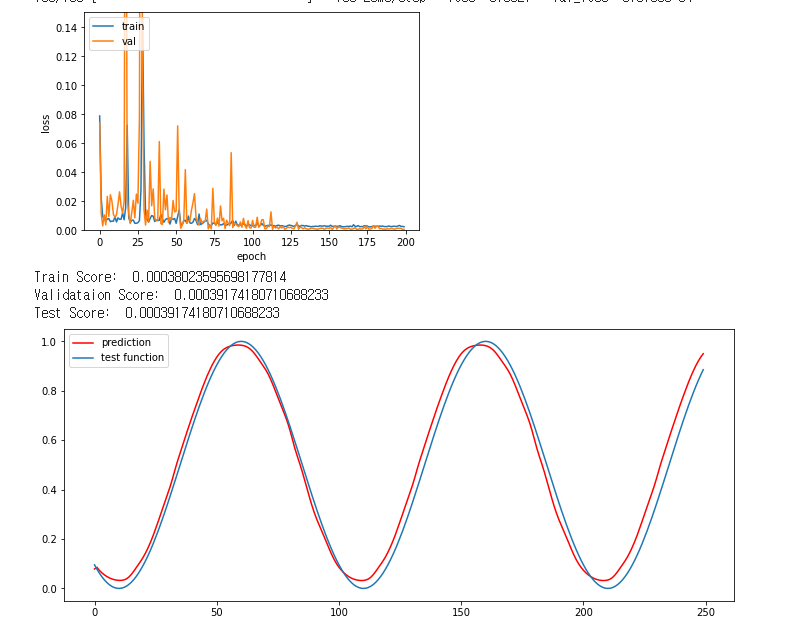 0.14
0.12
0.10
0.08
0.06
0.04
0.02
0.00
loss
train
val
0 25 50 75 100 125 150 175 200
epoch
Train Score: 0.00038023595698177814
Validataion Score: 0.00039174180710688233
Test Score: 0.00039174180710688233
1.0
0.8
0.6
0.4
0.2
0.0
prediction
test function
0 50 100 150 200 250